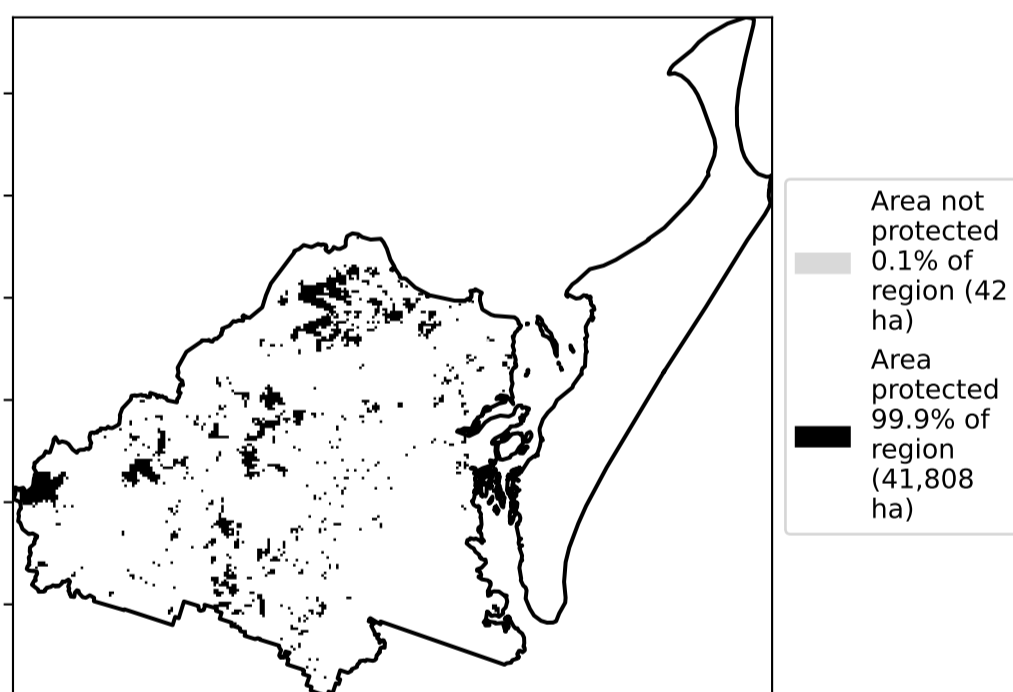 Area not
protected
0.1% of
region (42
ha)
Area
protected
99.9% of
region
(41,808
ha)